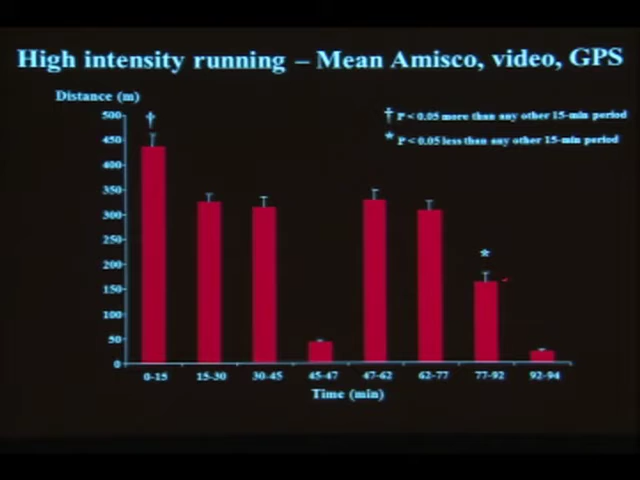 High intensity running – Mean Amisco, video, GPS
Distance (m)
† P < 0.05 more than any other 15-min period
* P < 0.05 less than any other 15-min period
500
450
400
350
300
250
200
150
100
50
0
†
*
0-15 15-30 30-45 45-47 47-62 62-77 77-92 92-94
Time (min)